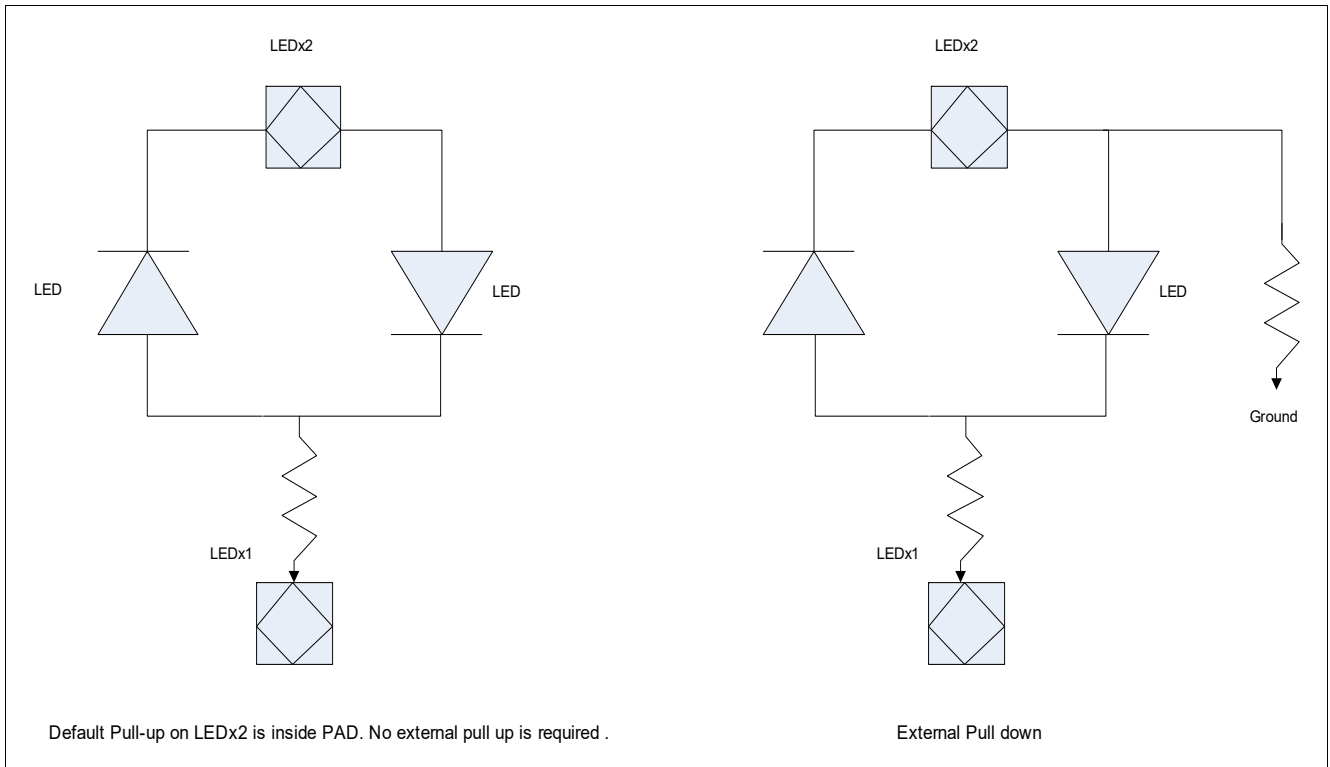 LEDx2
LEDx2
LED
LED
LED
Ground
LEDx1
LEDx1
Default Pull-up on LEDx2 is inside PAD. No external pull up is required .
External Pull down